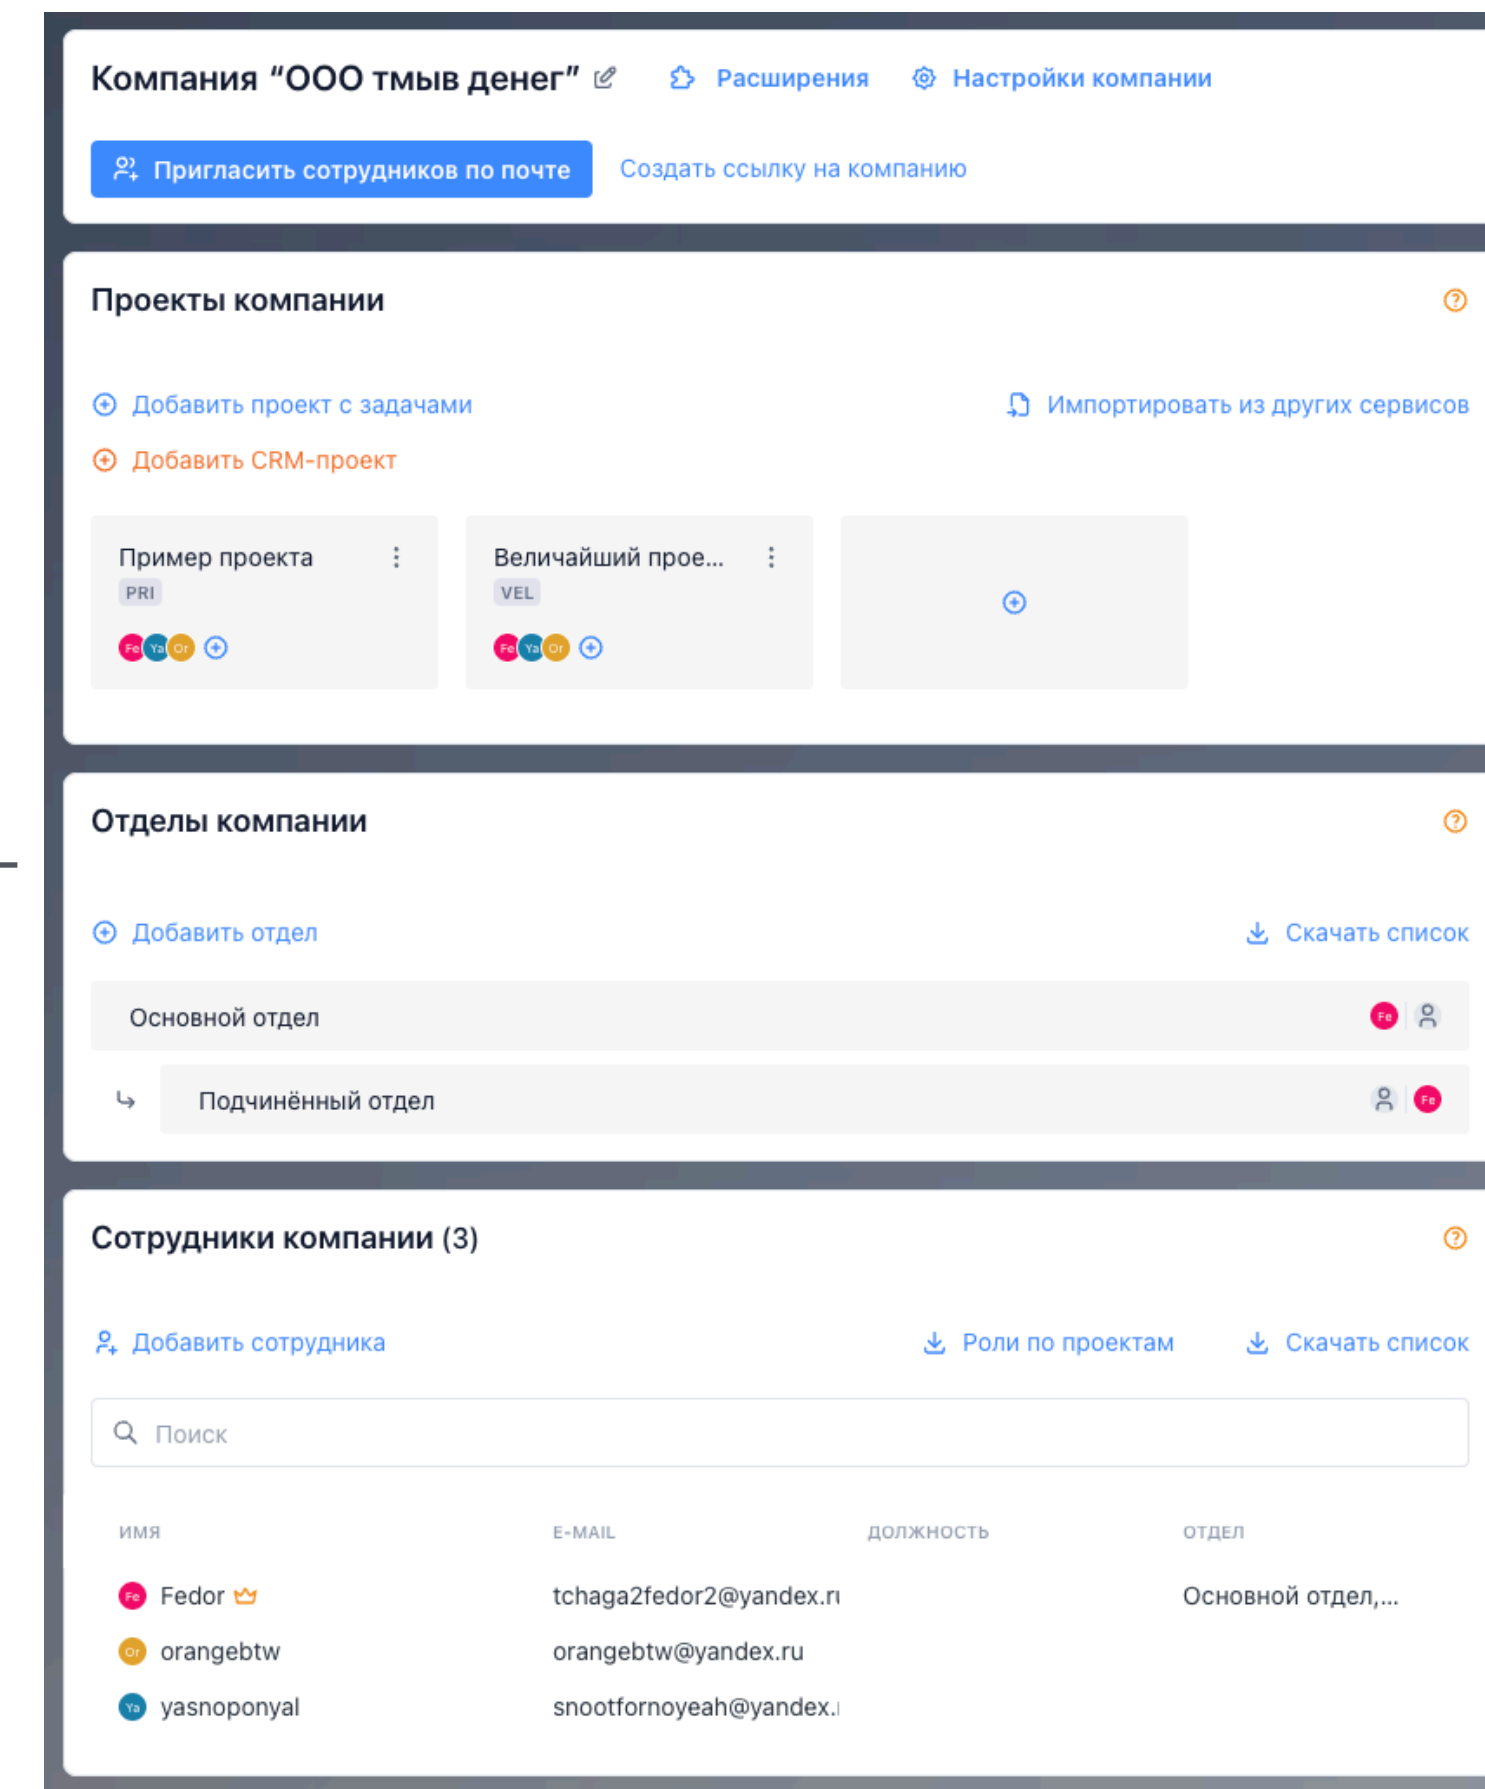 Компания “ООО тмыв денег” Расширения Настройки компании
Пригласить сотрудников по почте Создать ссылку на компанию
Проекты компании
Добавить проект с задачами Импортировать из других сервисов
Добавить CRM-проект
Пример проекта Величайший прое...
PRI VEL
Fe Ya Or Fe Ya Or
Отделы компании
Добавить отдел Скачать список
Основной отдел Fe
Подчинённый отдел Fe
Сотрудники компании (3)
Добавить сотрудника Роли по проектам Скачать список
Поиск
ИМЯ E-MAIL ДОЛЖНОСТЬ ОТДЕЛ
Fe Fedor tchaga2fedor2@yandex.ru Основной отдел,...
Or orangebtw orangebtw@yandex.ru
Ya yasnoponyal snootfornoyeah@yandex.